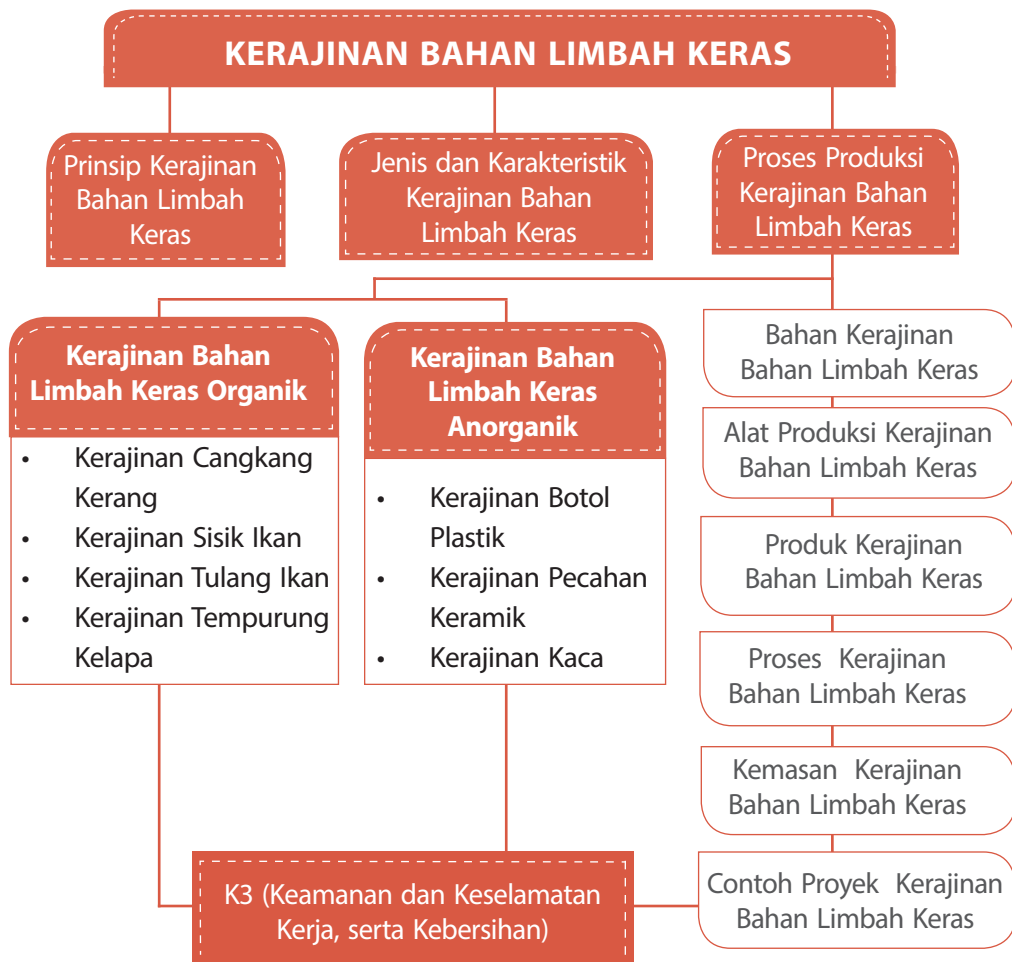 KERAJINAN BAHAN LIMBAH KERAS
Prinsip Kerajinan
Bahan Limbah
Keras
Jenis dan Karakteristik
Kerajinan Bahan
Limbah Keras
Proses Produksi
Kerajinan Bahan
Limbah Keras
Kerajinan Bahan
Limbah Keras Organik
• Kerajinan Cangkang
Kerang
• Kerajinan Sisik Ikan
• Kerajinan Tulang Ikan
• Kerajinan Tempurung
Kelapa
Kerajinan Bahan
Limbah Keras
Anorganik
• Kerajinan Botol
Plastik
• Kerajinan Pecahan
Keramik
• Kerajinan Kaca
Bahan Kerajinan
Bahan Limbah Keras
Alat Produksi Kerajinan
Bahan Limbah Keras
Produk Kerajinan
Bahan Limbah Keras
Proses Kerajinan
Bahan Limbah Keras
Kemasan Kerajinan
Bahan Limbah Keras
Contoh Proyek Kerajinan
Bahan Limbah Keras
K3 (Keamanan dan Keselamatan
Kerja, serta Kebersihan)